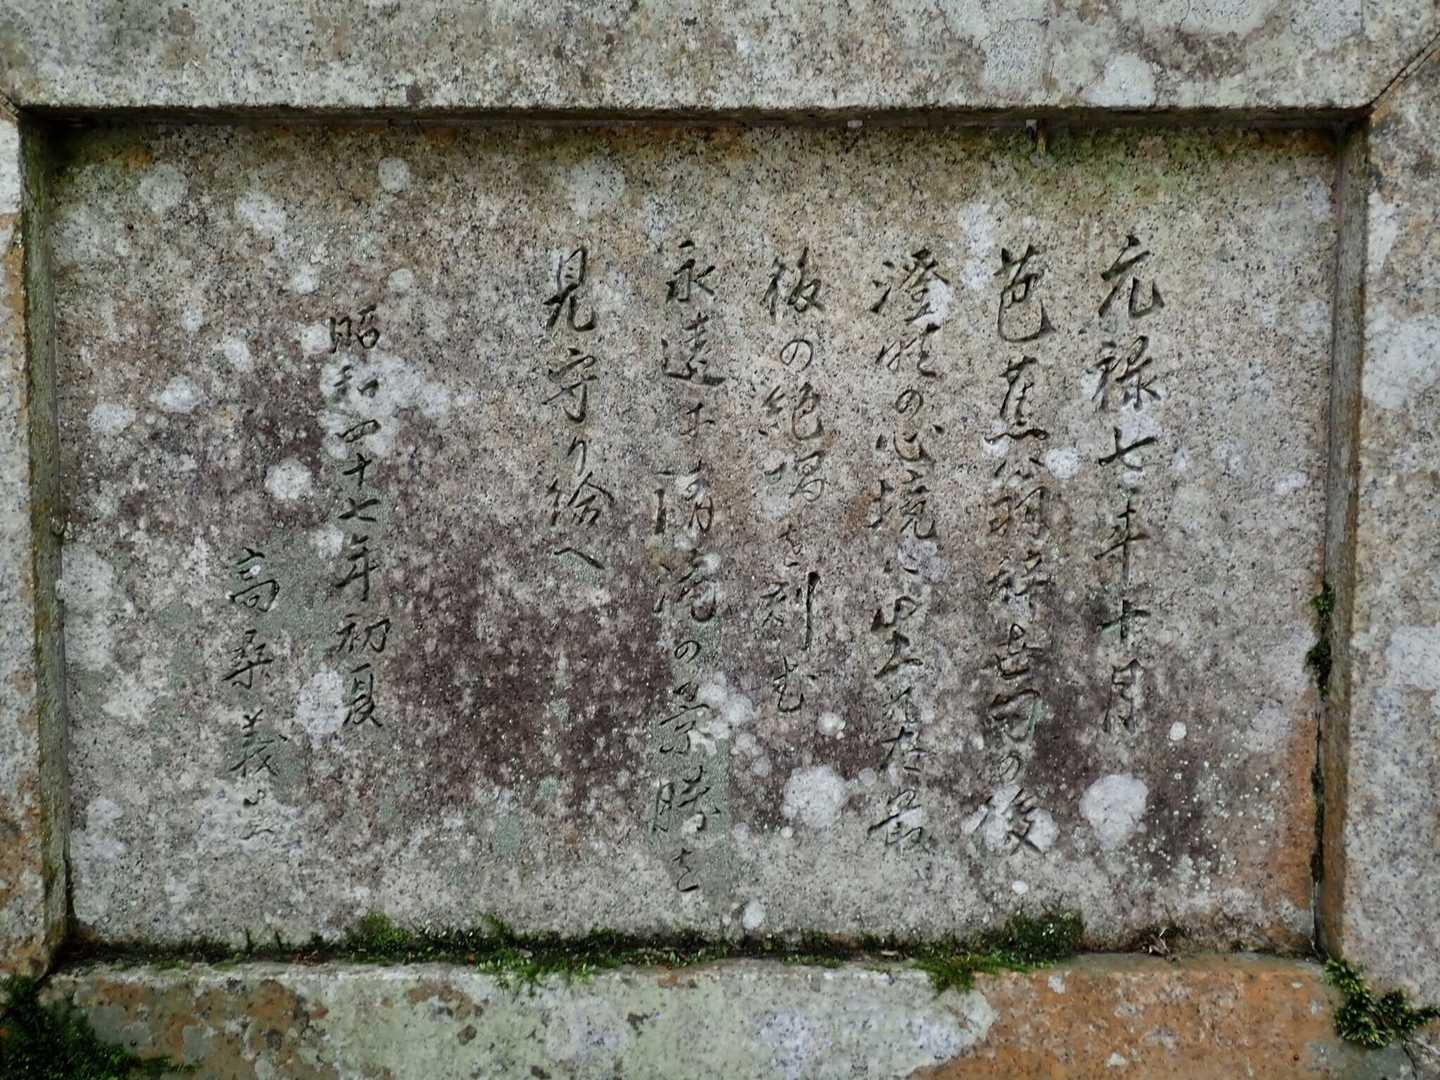 元禄七年十月
芭蕉翁辞世句の後
澄明の心境に た最
後の絶唱を刻む
永遠に清滝の景勝を
見守り給へ
昭和四十七年初夏
高桑義生